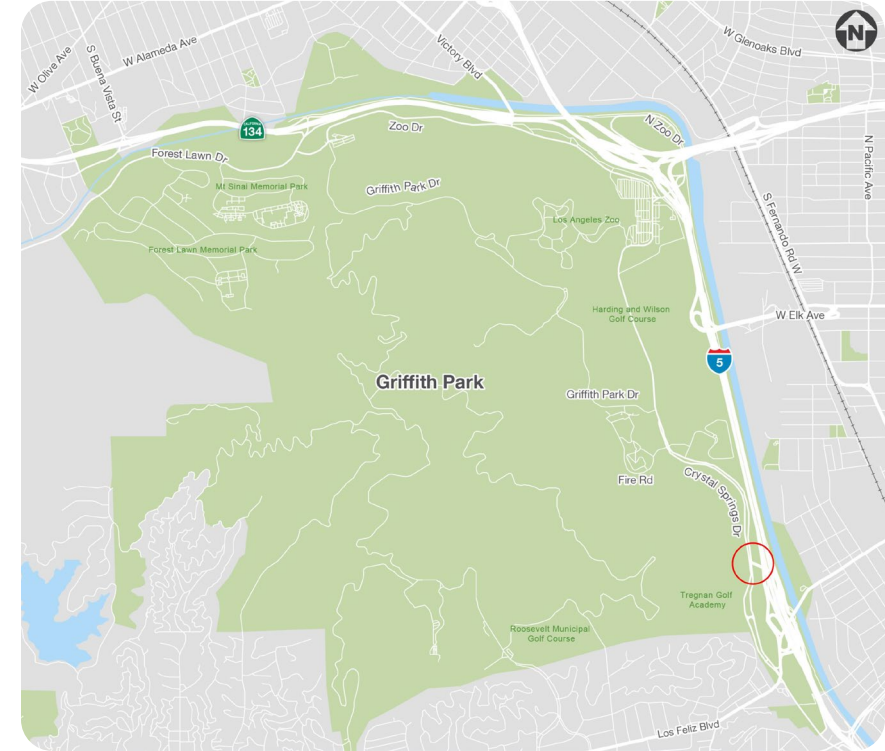 N
W Glenoaks Blvd
W Olive Ave
S Buena Vista St
W Alameda Ave
Victory Blvd
CALIFORNIA
134
Zoo Dr
N Zoo Dr
N Pacific Ave
Forest Lawn Dr
Mt Sinai Memorial Park
Griffith Park Dr
Los Angeles Zoo
S Fernando Rd W
Forest Lawn Memorial Park
Harding and Wilson
Golf Course
W Elk Ave
5
Griffith Park
Griffith Park Dr
Fire Rd
Crystal Springs Dr
Tregnan Golf
Academy
Roosevelt Municipal
Golf Course
Los Feliz Blvd